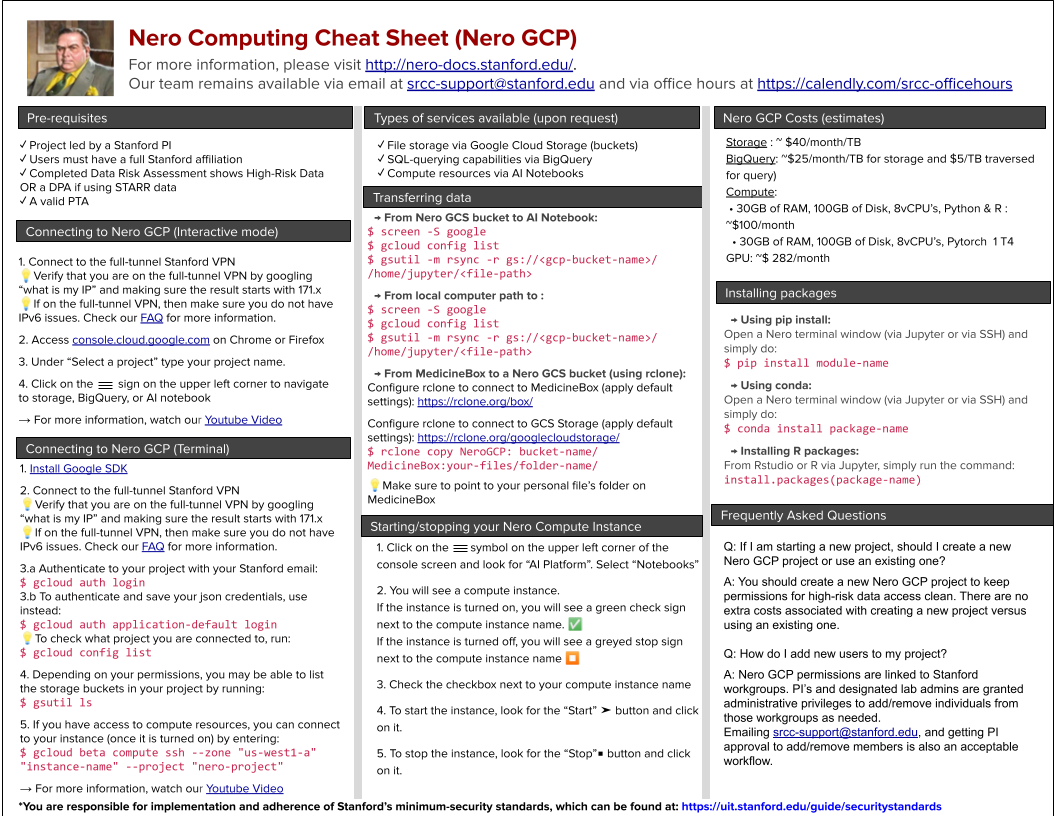 Nero Computing Cheat Sheet (Nero GCP)
For more information, please visit http://nero-docs.stanford.edu/.
Our team remains available via email at srcc-support@stanford.edu and via office hours at https://calendly.com/srcc-officehours
Pre-requisites
✓Project led by a Stanford PI
✓Users must have a full Stanford affiliation
✓Completed Data Risk Assessment shows High-Risk Data
OR a DPA if using STARR data
✓A valid PTA
Connecting to Nero GCP (Interactive mode)
1. Connect to the full-tunnel Stanford VPN
💡Verify that you are on the full-tunnel VPN by googling
“what is my IP” and making sure the result starts with 171.x
💡If on the full-tunnel VPN, then make sure you do not have
IPv6 issues. Check our FAQ for more information.
2. Access console.cloud.google.com on Chrome or Firefox
3. Under “Select a project” type your project name.
4. Click on the ☰ sign on the upper left corner to navigate
to storage, BigQuery, or AI notebook
→ For more information, watch our Youtube Video
Connecting to Nero GCP (Terminal)
1. Install Google SDK
2. Connect to the full-tunnel Stanford VPN
💡Verify that you are on the full-tunnel VPN by googling
“what is my IP” and making sure the result starts with 171.x
💡If on the full-tunnel VPN, then make sure you do not have
IPv6 issues. Check our FAQ for more information.
3.a Authenticate to your project with your Stanford email:
$ gcloud auth login
3.b To authenticate and save your json credentials, use
instead:
$ gcloud auth application-default login
💡To check what project you are connected to, run:
$ gcloud config list
4. Depending on your permissions, you may be able to list
the storage buckets in your project by running:
$ gsutil ls
5. If you have access to compute resources, you can connect
to your instance (once it is turned on) by entering:
$ gcloud beta compute ssh --zone "us-west1-a"
"instance-name" --project "nero-project"
→ For more information, watch our Youtube Video
Types of services available (upon request)
✓File storage via Google Cloud Storage (buckets)
✓SQL-querying capabilities via BigQuery
✓Compute resources via AI Notebooks
Transferring data
→ From Nero GCS bucket to AI Notebook:
$ screen -S google
$ gcloud config list
$ gsutil -m rsync -r gs://<gcp-bucket-name>/
/home/jupyter/<file-path>
→ From local computer path to :
$ screen -S google
$ gcloud config list
$ gsutil -m rsync -r gs://<gcp-bucket-name>/
/home/jupyter/<file-path>
→ From MedicineBox to a Nero GCS bucket (using rclone):
Configure rclone to connect to MedicineBox (apply default
settings): https://rclone.org/box/
Configure rclone to connect to GCS Storage (apply default
settings): https://rclone.org/googlecloudstorage/
$ rclone copy NeroGCP: bucket-name/
MedicineBox:your-files/folder-name/
💡Make sure to point to your personal file’s folder on
MedicineBox
Starting/stopping your Nero Compute Instance
1. Click on the ☰ symbol on the upper left corner of the
console screen and look for “AI Platform”. Select “Notebooks”
2. You will see a compute instance.
If the instance is turned on, you will see a green check sign
next to the compute instance name. ✅
If the instance is turned off, you will see a greyed stop sign
next to the compute instance name ⏹
3. Check the checkbox next to your compute instance name
4. To start the instance, look for the “Start” ➤ button and click
on it.
5. To stop the instance, look for the “Stop”▪ button and click
on it.
Nero GCP Costs (estimates)
Storage : ~ $40/month/TB
BigQuery: ~$25/month/TB for storage and $5/TB traversed
for query)
Compute:
• 30GB of RAM, 100GB of Disk, 8vCPU’s, Python & R :
~$100/month
• 30GB of RAM, 100GB of Disk, 8vCPU’s, Pytorch 1 T4
GPU: ~$ 282/month
Installing packages
→ Using pip install:
Open a Nero terminal window (via Jupyter or via SSH) and
simply do:
$ pip install module-name
→ Using conda:
Open a Nero terminal window (via Jupyter or via SSH) and
simply do:
$ conda install package-name
→ Installing R packages:
From Rstudio or R via Jupyter, simply run the command:
install.packages(package-name)
Frequently Asked Questions
Q: If I am starting a new project, should I create a new
Nero GCP project or use an existing one?
A: You should create a new Nero GCP project to keep
permissions for high-risk data access clean. There are no
extra costs associated with creating a new project versus
using an existing one.
Q: How do I add new users to my project?
A: Nero GCP permissions are linked to Stanford
workgroups. PI’s and designated lab admins are granted
administrative privileges to add/remove individuals from
those workgroups as needed.
Emailing srcc-support@stanford.edu, and getting PI
approval to add/remove members is also an acceptable
workflow.
*You are responsible for implementation and adherence of Stanford’s minimum-security standards, which can be found at: https://uit.stanford.edu/guide/securitystandards